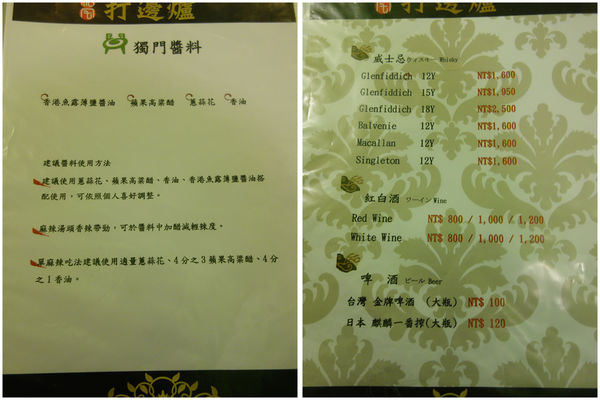 打邊爐
獨門醬料
香港魚露薄鹽醬油 蘋果高粱醋 蔥蒜花 香油
建議醬料使用方法
建議使用蔥蒜花、蘋果高粱醋、香油、香港魚露薄鹽醬油搭
配使用,可依照個人喜好調整。
麻辣湯頭香辣帶勁,可於醬料中加醋減輕辣度、
單麻辣吃法建議使用適量蔥蒜花、4分之3蘋果高粱醋、4分
之1香油。
打邊爐
威士忌 ウィスキー Whisky
Glenfiddich 12Y NT$1,600
Glenfiddich 15Y NT$1,950
Glenfiddich 18Y NT$2,500
Balvenie 12Y NT$1,600
Macallan 12Y NT$1,600
Singleton 12Y NT$1,600
紅白酒 ワーイン Wine
Red Wine NT$ 800 / 1,000 / 1,200
White Wine NT$ 800 / 1,000 / 1,200
啤 酒 ビール Beer
台灣 金牌啤酒 (大瓶) NT$ 100
日本 麒麟一番搾(大瓶) NT$ 120